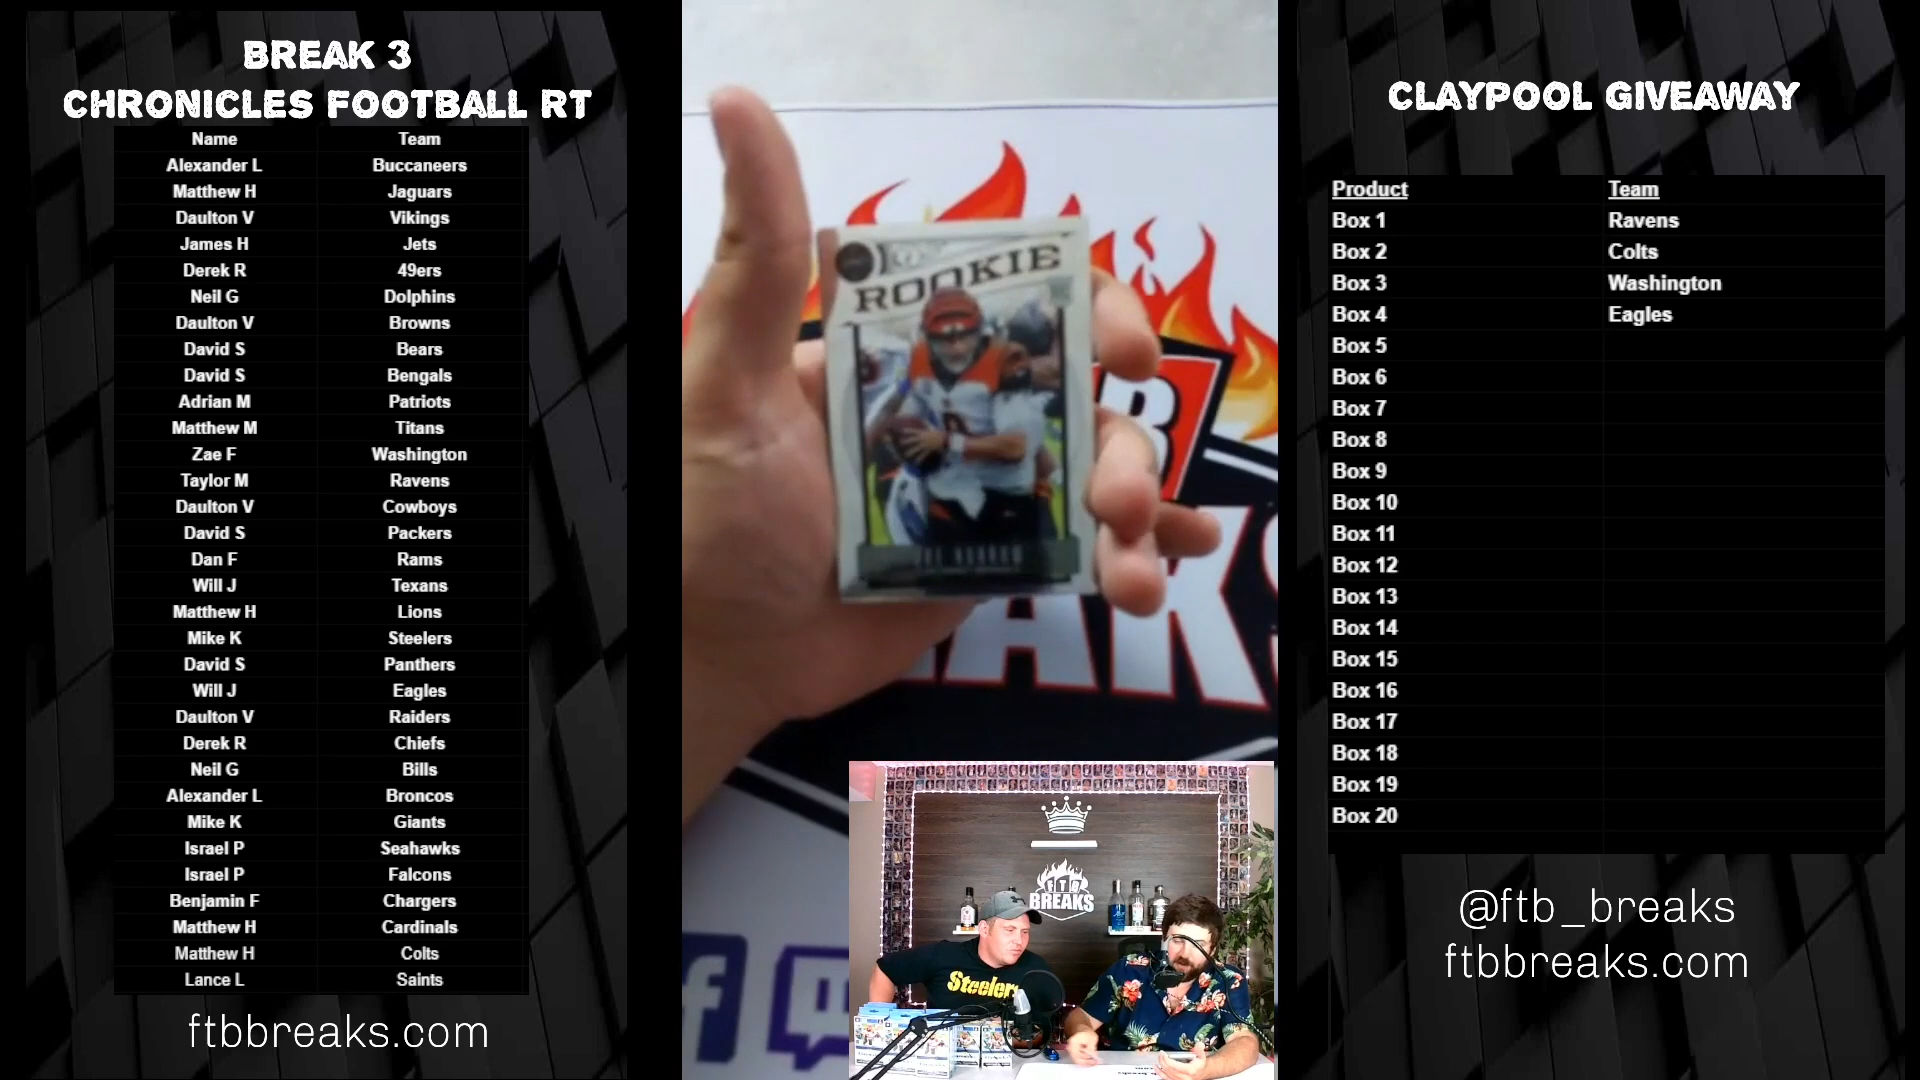 BREAK 3
CHRONICLES FOOTBALL RT
Name Team
Alexander L Buccaneers
Matthew H Jaguars
Daulton V Vikings
James H Jets
Derek R 49ers
Neil G Dolphins
Daulton V Browns
David S Bears
David S Bengals
Adrian M Patriots
Matthew M Titans
Zae F Washington
Taylor M Ravens
Daulton V Cowboys
David S Packers
Dan F Rams
Will J Texans
Matthew H Lions
Mike K Steelers
David S Panthers
Will J Eagles
Daulton V Raiders
Derek R Chiefs
Neil G Bills
Alexander L Broncos
Mike K Giants
Israel P Seahawks
Israel P Falcons
Benjamin F Chargers
Matthew H Cardinals
Matthew H Colts
Lance L Saints
ftbbreaks.com
ROOKIE
FTB
BREAKS
Steelers
CLAYPOOL GIVEAWAY
Product Team
Box 1 Ravens
Box 2 Colts
Box 3 Washington
Box 4 Eagles
Box 5
Box 6
Box 7
Box 8
Box 9
Box 10
Box 11
Box 12
Box 13
Box 14
Box 15
Box 16
Box 17
Box 18
Box 19
Box 20
@ftb_breaks
ftbbreaks.com